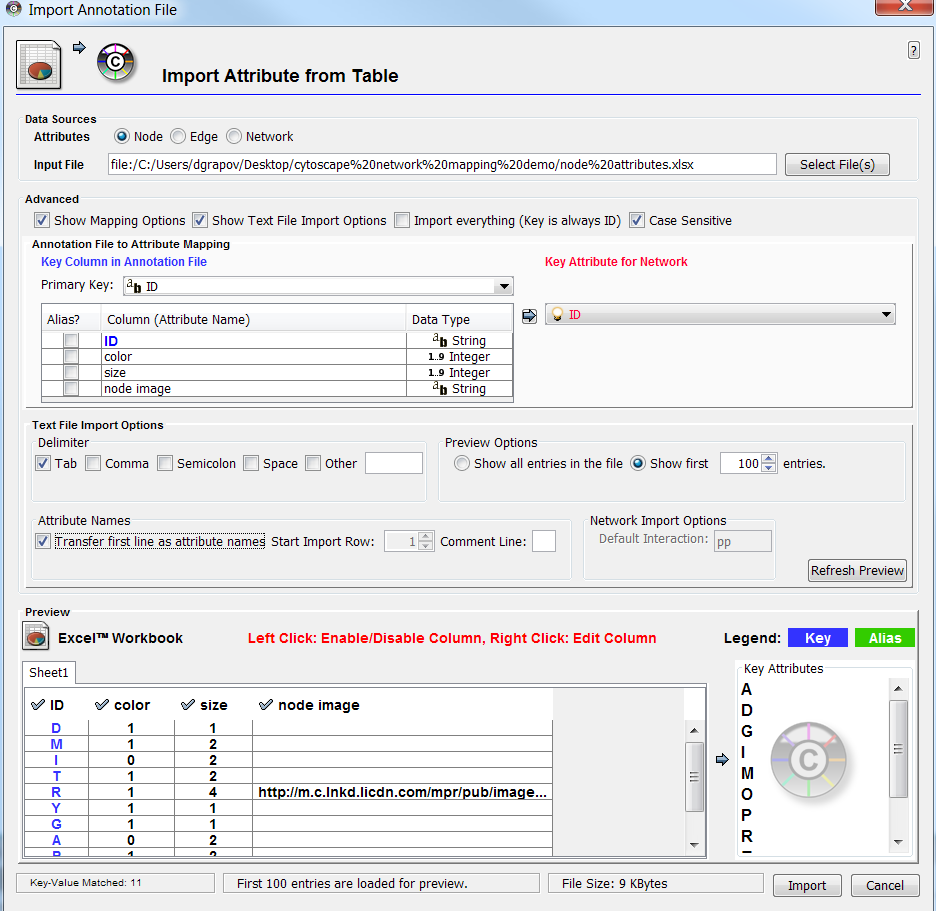 Import Annotation File
Import Attribute from Table
?
Data Sources
Attributes Node Edge Network
Input File file:/C:/Users/dgrapov/Desktop/cytoscape%20network%20mapping%20demo/node%20attributes.xlsx Select File(s)
Advanced
Show Mapping Options Show Text File Import Options Import everything (Key is always ID) Case Sensitive
Annotation File to Attribute Mapping
Key Column in Annotation File Key Attribute for Network
Primary Key: ab ID
ID
Alias? Column (Attribute Name) Data Type
ID ab String
color 1..9 Integer
size 1..9 Integer
node image ab String
Text File Import Options
Delimiter
Tab Comma Semicolon Space Other
Preview Options
Show all entries in the file Show first 100 entries.
Attribute Names
Transfer first line as attribute names Start Import Row: 1 Comment Line:
Network Import Options
Default Interaction: pp
Refresh Preview
Preview
Excel™ Workbook Left Click: Enable/Disable Column, Right Click: Edit Column Legend: Key Alias
Sheet1
ID color size node image
D 1 1
M 1 2
I 0 2
T 1 2
R 1 4 http://m.c.lnkd.licdn.com/mpr/pub/image...
Y 1 1
G 1 1
A 0 2
Key Attributes
A
D
G
I
M
O
P
R
C
Key-Value Matched: 11 First 100 entries are loaded for preview. File Size: 9 KBytes Import Cancel